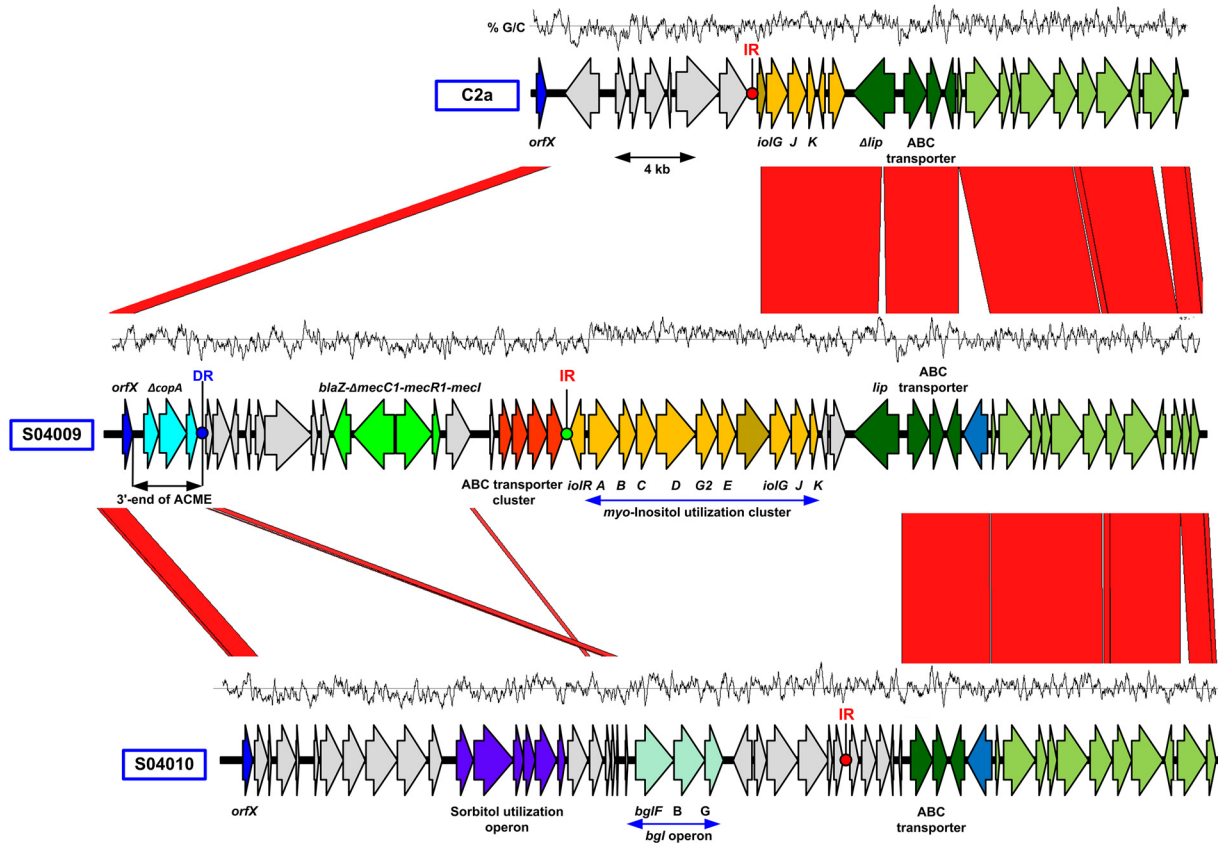 % G/C
IR
C2a
orfX
iolG J K
Δlip
ABC
transporter
4 kb
orfX
ΔcopA
DR
blaZ-ΔmecC1-mecR1-mecI
IR
lip
ABC
transporter
S04009
3'-end of ACME
ABC transporter
cluster
iolR A B C D G2 E iolG J K
myo-Inositol utilization cluster
IR
S04010
orfX
Sorbitol utilization
operon
bglF B G
bgl operon
ABC
transporter